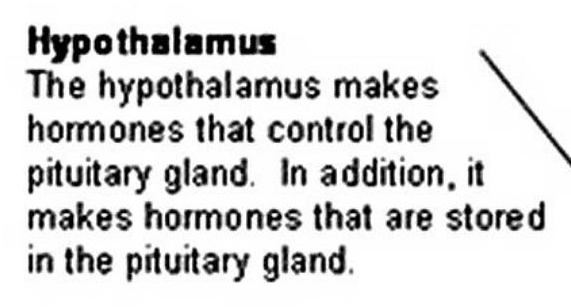 Hypothalamus
The hypothalamus makes
hormones that control the
pituitary gland. In addition, it
makes hormones that are stored
in the pituitary gland.